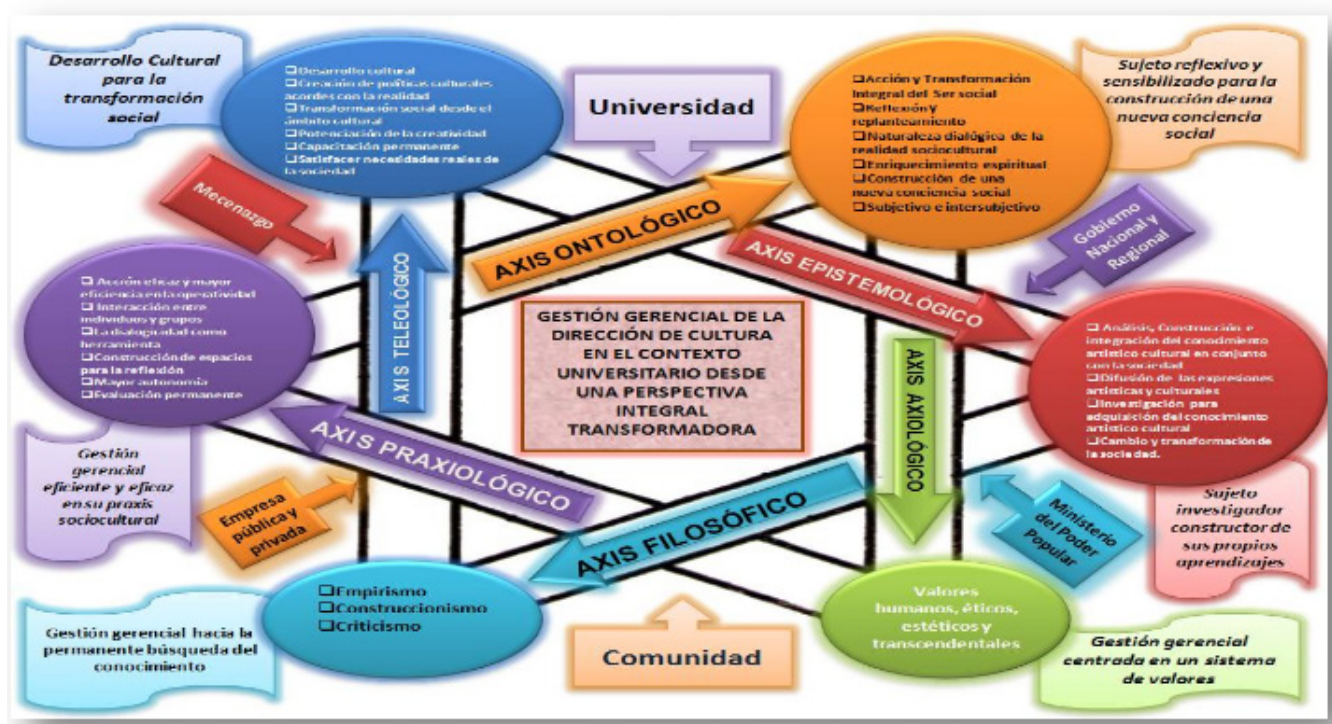 Desarrollo Cultural
para la
transformación
social
❑Desarrollo cultural
❑Creación de políticas culturales
acordes con la realidad
❑Transformación social desde el
ámbito cultural
❑Potenciación de la creatividad
❑Capacitación permanente
❑Satisfacer necesidades reales de
la sociedad
Universidad
❑Acción y Transformación
Integral del Ser social
❑Reflexión y
replanteamiento
❑Naturaleza dialógica de la
realidad sociocultural
❑Enriquecimiento espiritual
❑Construcción de una
nueva conciencia social
❑Subjetivo e intersubjetivo
Sujeto reflexivo y
sensibilizado para la
construcción de una
nueva conciencia
social
Mecenazgo
AXIS ONTOLÓGICO
AXIS EPISTEMOLÓGICO
Gobierno
Nacional y
Regional
❑Acción eficaz y mayor
eficiencia en la operatividad
❑Interacción entre
individuos y grupos
❑La dialogicidad como
herramienta
❑Construcción de espacios
para la reflexión
❑Mayor autonomía
❑Evaluación permanente
AXIS TELEOLÓGICO
GESTIÓN GERENCIAL DE LA
DIRECCIÓN DE CULTURA
EN EL CONTEXTO
UNIVERSITARIO DESDE
UNA PERSPECTIVA
INTEGRAL
TRANSFORMADORA
AXIS AXIOLÓGICO
❑Análisis, Construcción e
integración del conocimiento
artístico cultural en conjunto
con la sociedad
❑Difusión de las expresiones
artísticas y culturales
❑Investigación para
adquisición del conocimiento
artístico cultural
❑Cambio y transformación de
la sociedad.
Gestión
gerencial
eficiente y eficaz
en su praxis
sociocultural
AXIS PRAXIOLÓGICO
Empresa
pública y
privada
AXIS FILOSÓFICO
Ministerio
del Poder
Popular
Sujeto
investigador
constructor de
sus propios
aprendizajes
Gestión gerencial hacia la
permanente búsqueda del
conocimiento
❑Empirismo
❑Construccionismo
❑Criticismo
Comunidad
Valores
humanos, éticos,
estéticos y
transcendentales
Gestión gerencial
centrada en un sistema
de valores